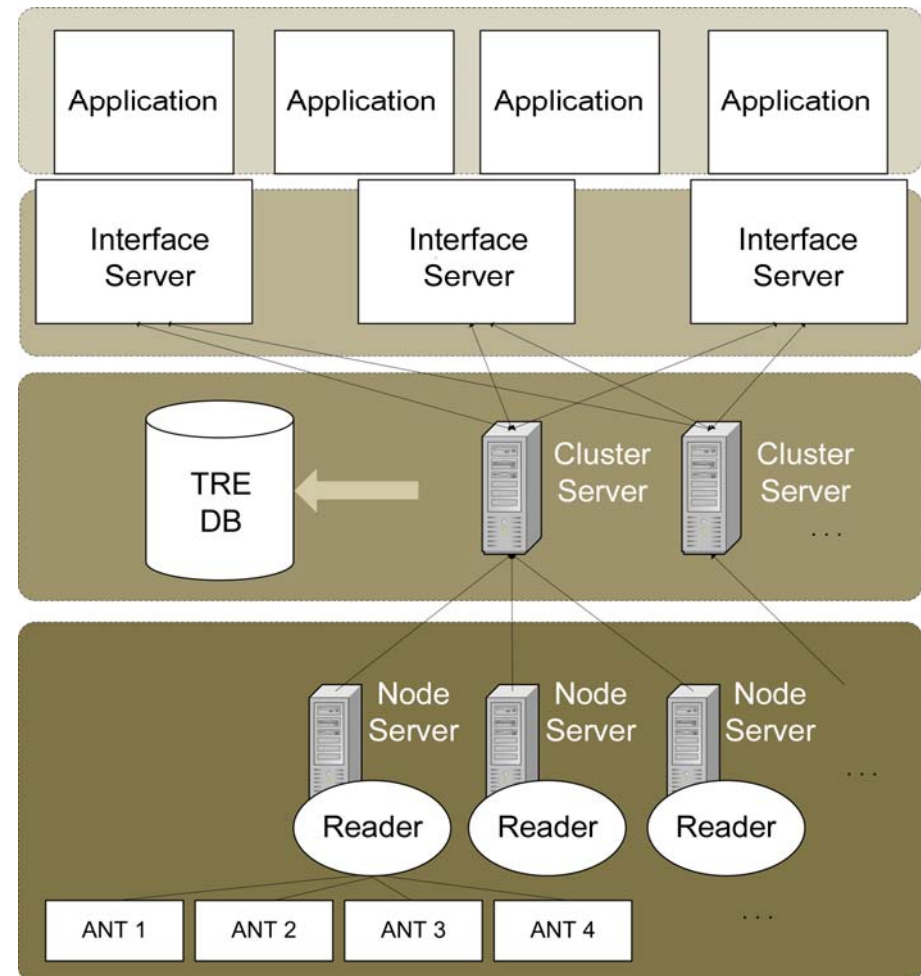 Application
Application
Application
Application
Interface
Server
Interface
Server
Interface
Server
TRE
DB
Cluster
Server
Cluster
Server
. . .
Node
Server
Node
Server
Node
Server
. . .
Reader
Reader
Reader
ANT 1
ANT 2
ANT 3
ANT 4
. . .